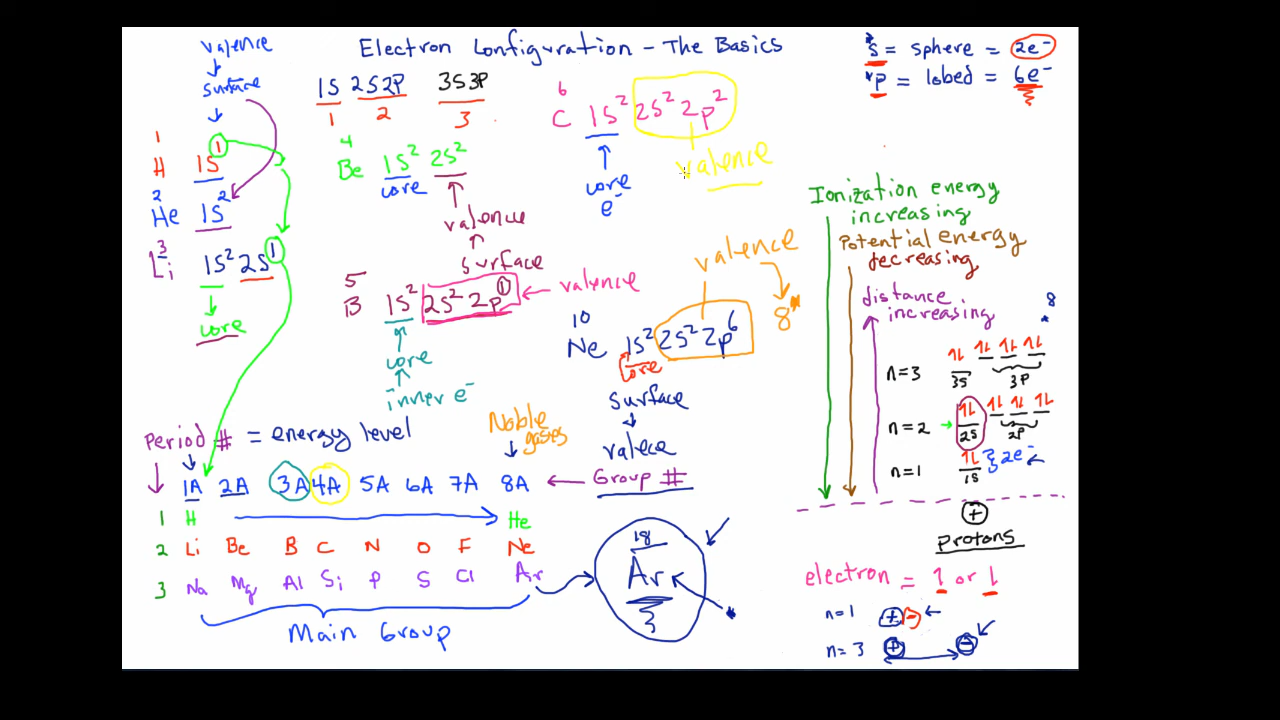 Electron Configuration - The Basics
valence
surface
1
H 1S¹
2
He 1S²
3
Li 1S² 2S¹
core
1S 2S2P 3S3P
1 2 3
4
Be 1S² 2S²
core
valence
surface
5
B 1S² 2S² 2p¹
valence
core
inner e⁻
6
C 1S² 2S² 2p²
core
e⁻
valence
10
Ne 1S² 2S² 2p⁶
core
valence
8*
surface
valece
*s = sphere = 2e⁻
*p = lobed = 6e⁻
Ionization energy
increasing
Potential energy
decreasing
distance
increasing
8
*
n=3
3S 3P
n=2
2S 2P
n=1 2e⁻
1S
+
protons
electron = 1 or 1
n=1 + -
n=3 P -
Period # = energy level
Noble
gases
1A 2A 3A 4A 5A 6A 7A 8A
Group #
1 H He
2 Li Be B C N O F Ne
3 Na Mg Al Si P S Cl Ar
Main Group
18
Ar